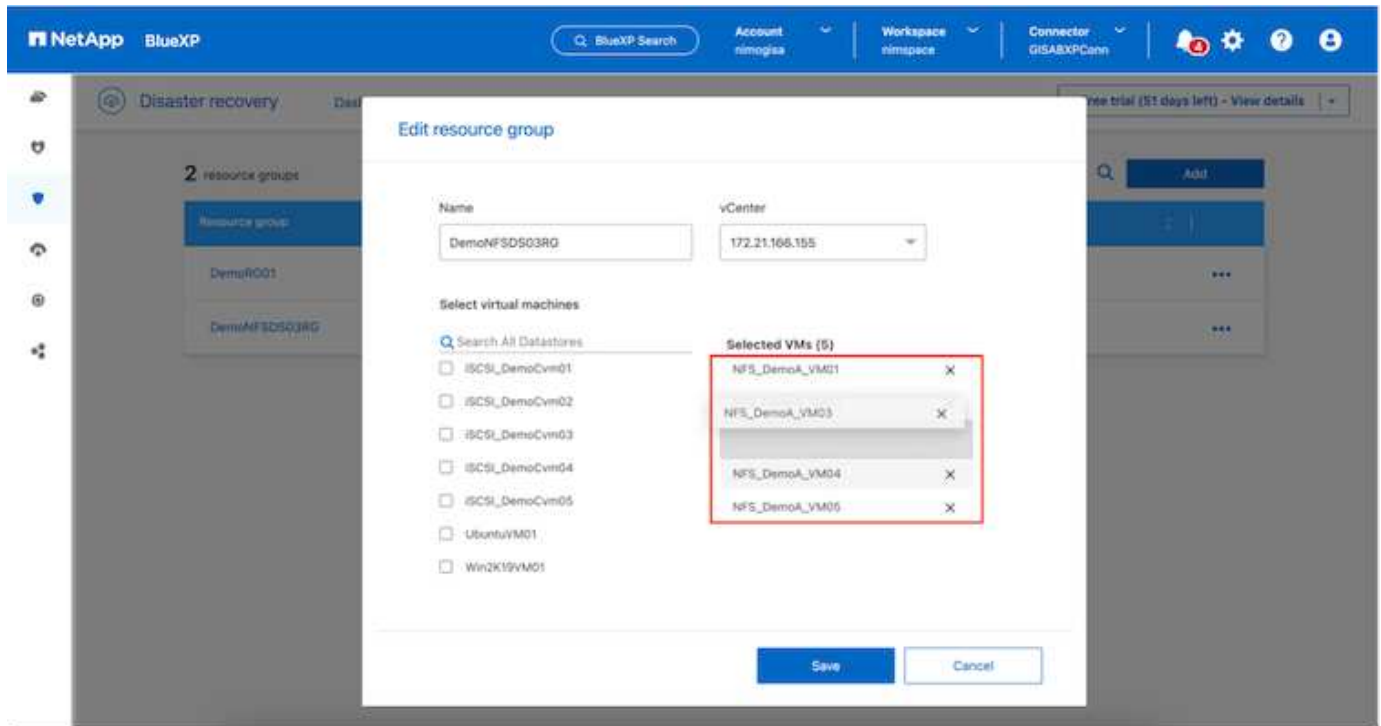 NetApp BlueXP
BlueXP Search
Account
nimogisa
Workspace
nimspace
Connector
GISABXPConn
4
Disaster recovery
Free trial (51 days left) - View details
Edit resource group
2 resource groups
Add
Resource group
DemoRG01
DemoNFSDS03RG
Name
vCenter
DemoNFSDS03RG
172.21.166.155
Select virtual machines
Search All Datastores
Selected VMs (5)
iSCSI_DemoCvm01
iSCSI_DemoCvm02
iSCSI_DemoCvm03
iSCSI_DemoCvm04
iSCSI_DemoCvm05
UbuntuVM01
Win2K19VM01
NFS_DemoA_VM01
NFS_DemoA_VM03
NFS_DemoA_VM04
NFS_DemoA_VM05
Save
Cancel